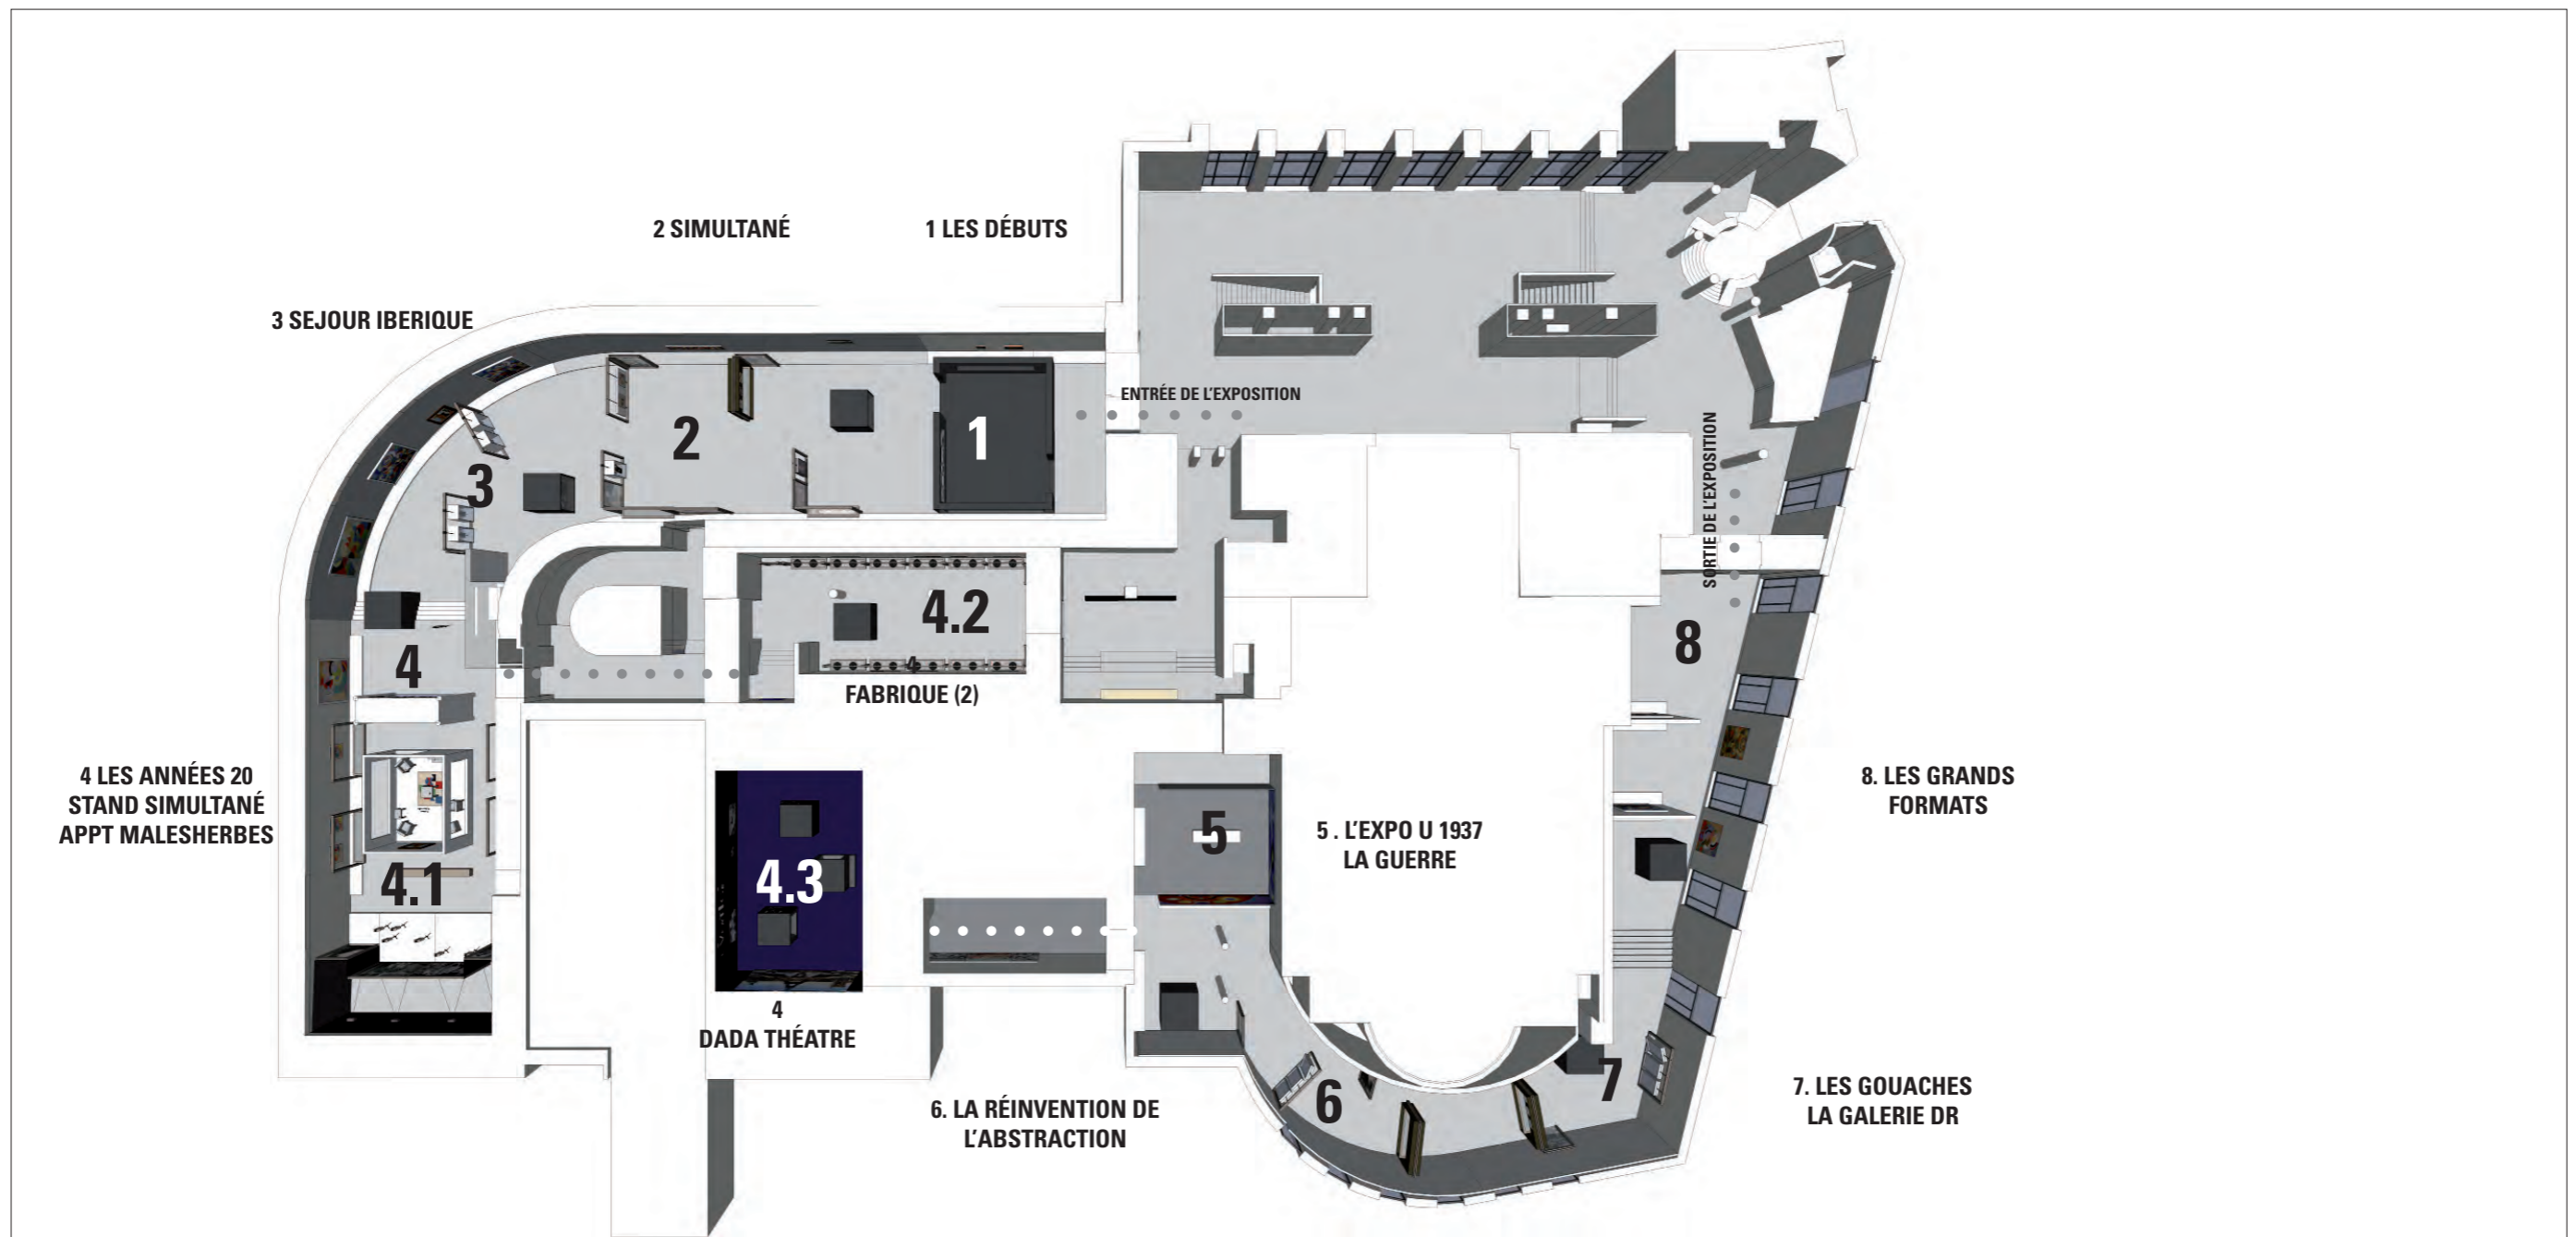 2 SIMULTANÉ
1 LES DÉBUTS
3 SEJOUR IBERIQUE
ENTRÉE DE L'EXPOSITION
1
2
3
SORTIE DE L'EXPOSITION
4.2
4
FABRIQUE (2)
8
4
4 LES ANNÉES 20
STAND SIMULTANÉ
APPT MALESHERBES
4.1
4.3
4
DADA THÉATRE
5
5 . L'EXPO U 1937
LA GUERRE
8. LES GRANDS
FORMATS
6
7
6. LA RÉINVENTION DE
L'ABSTRACTION
7. LES GOUACHES
LA GALERIE DR